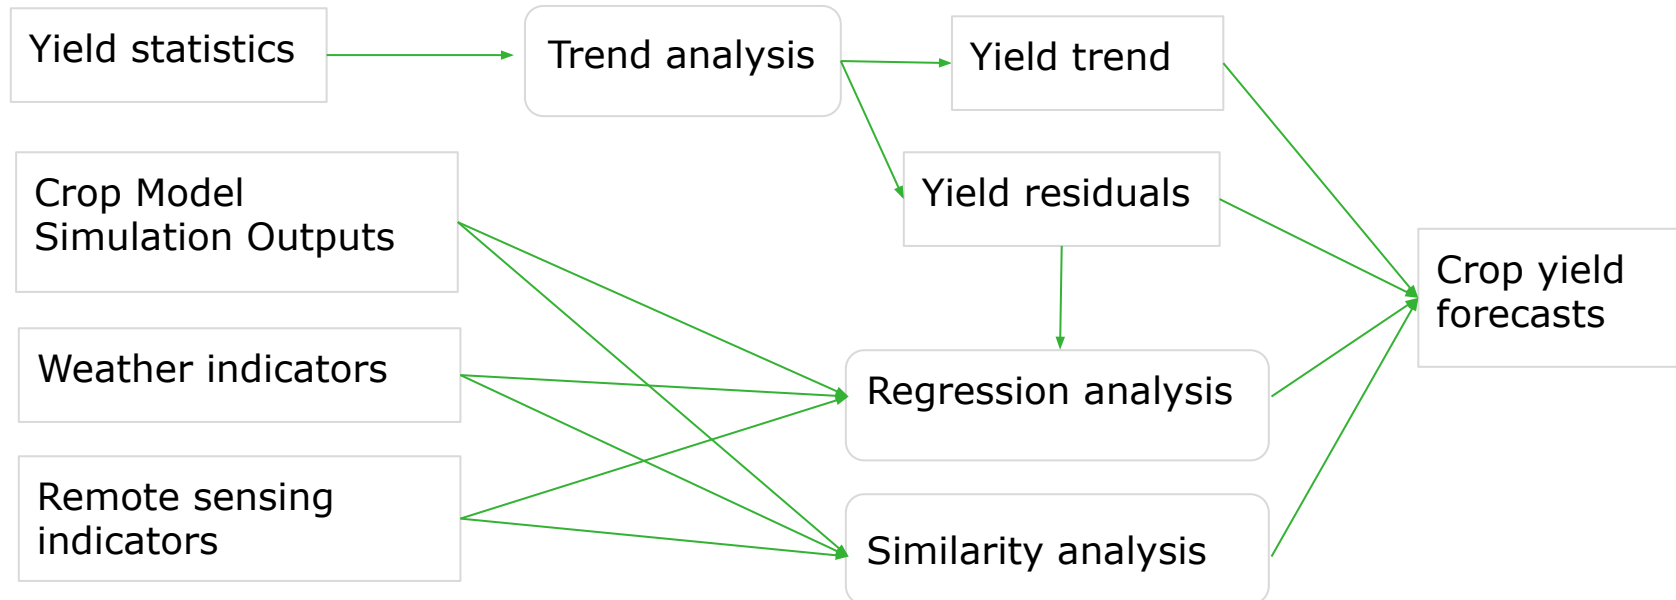 Yield statistics
Trend analysis
Yield trend
Crop Model
Simulation Outputs
Yield residuals
Crop yield
forecasts
Weather indicators
Regression analysis
Remote sensing
indicators
Similarity analysis